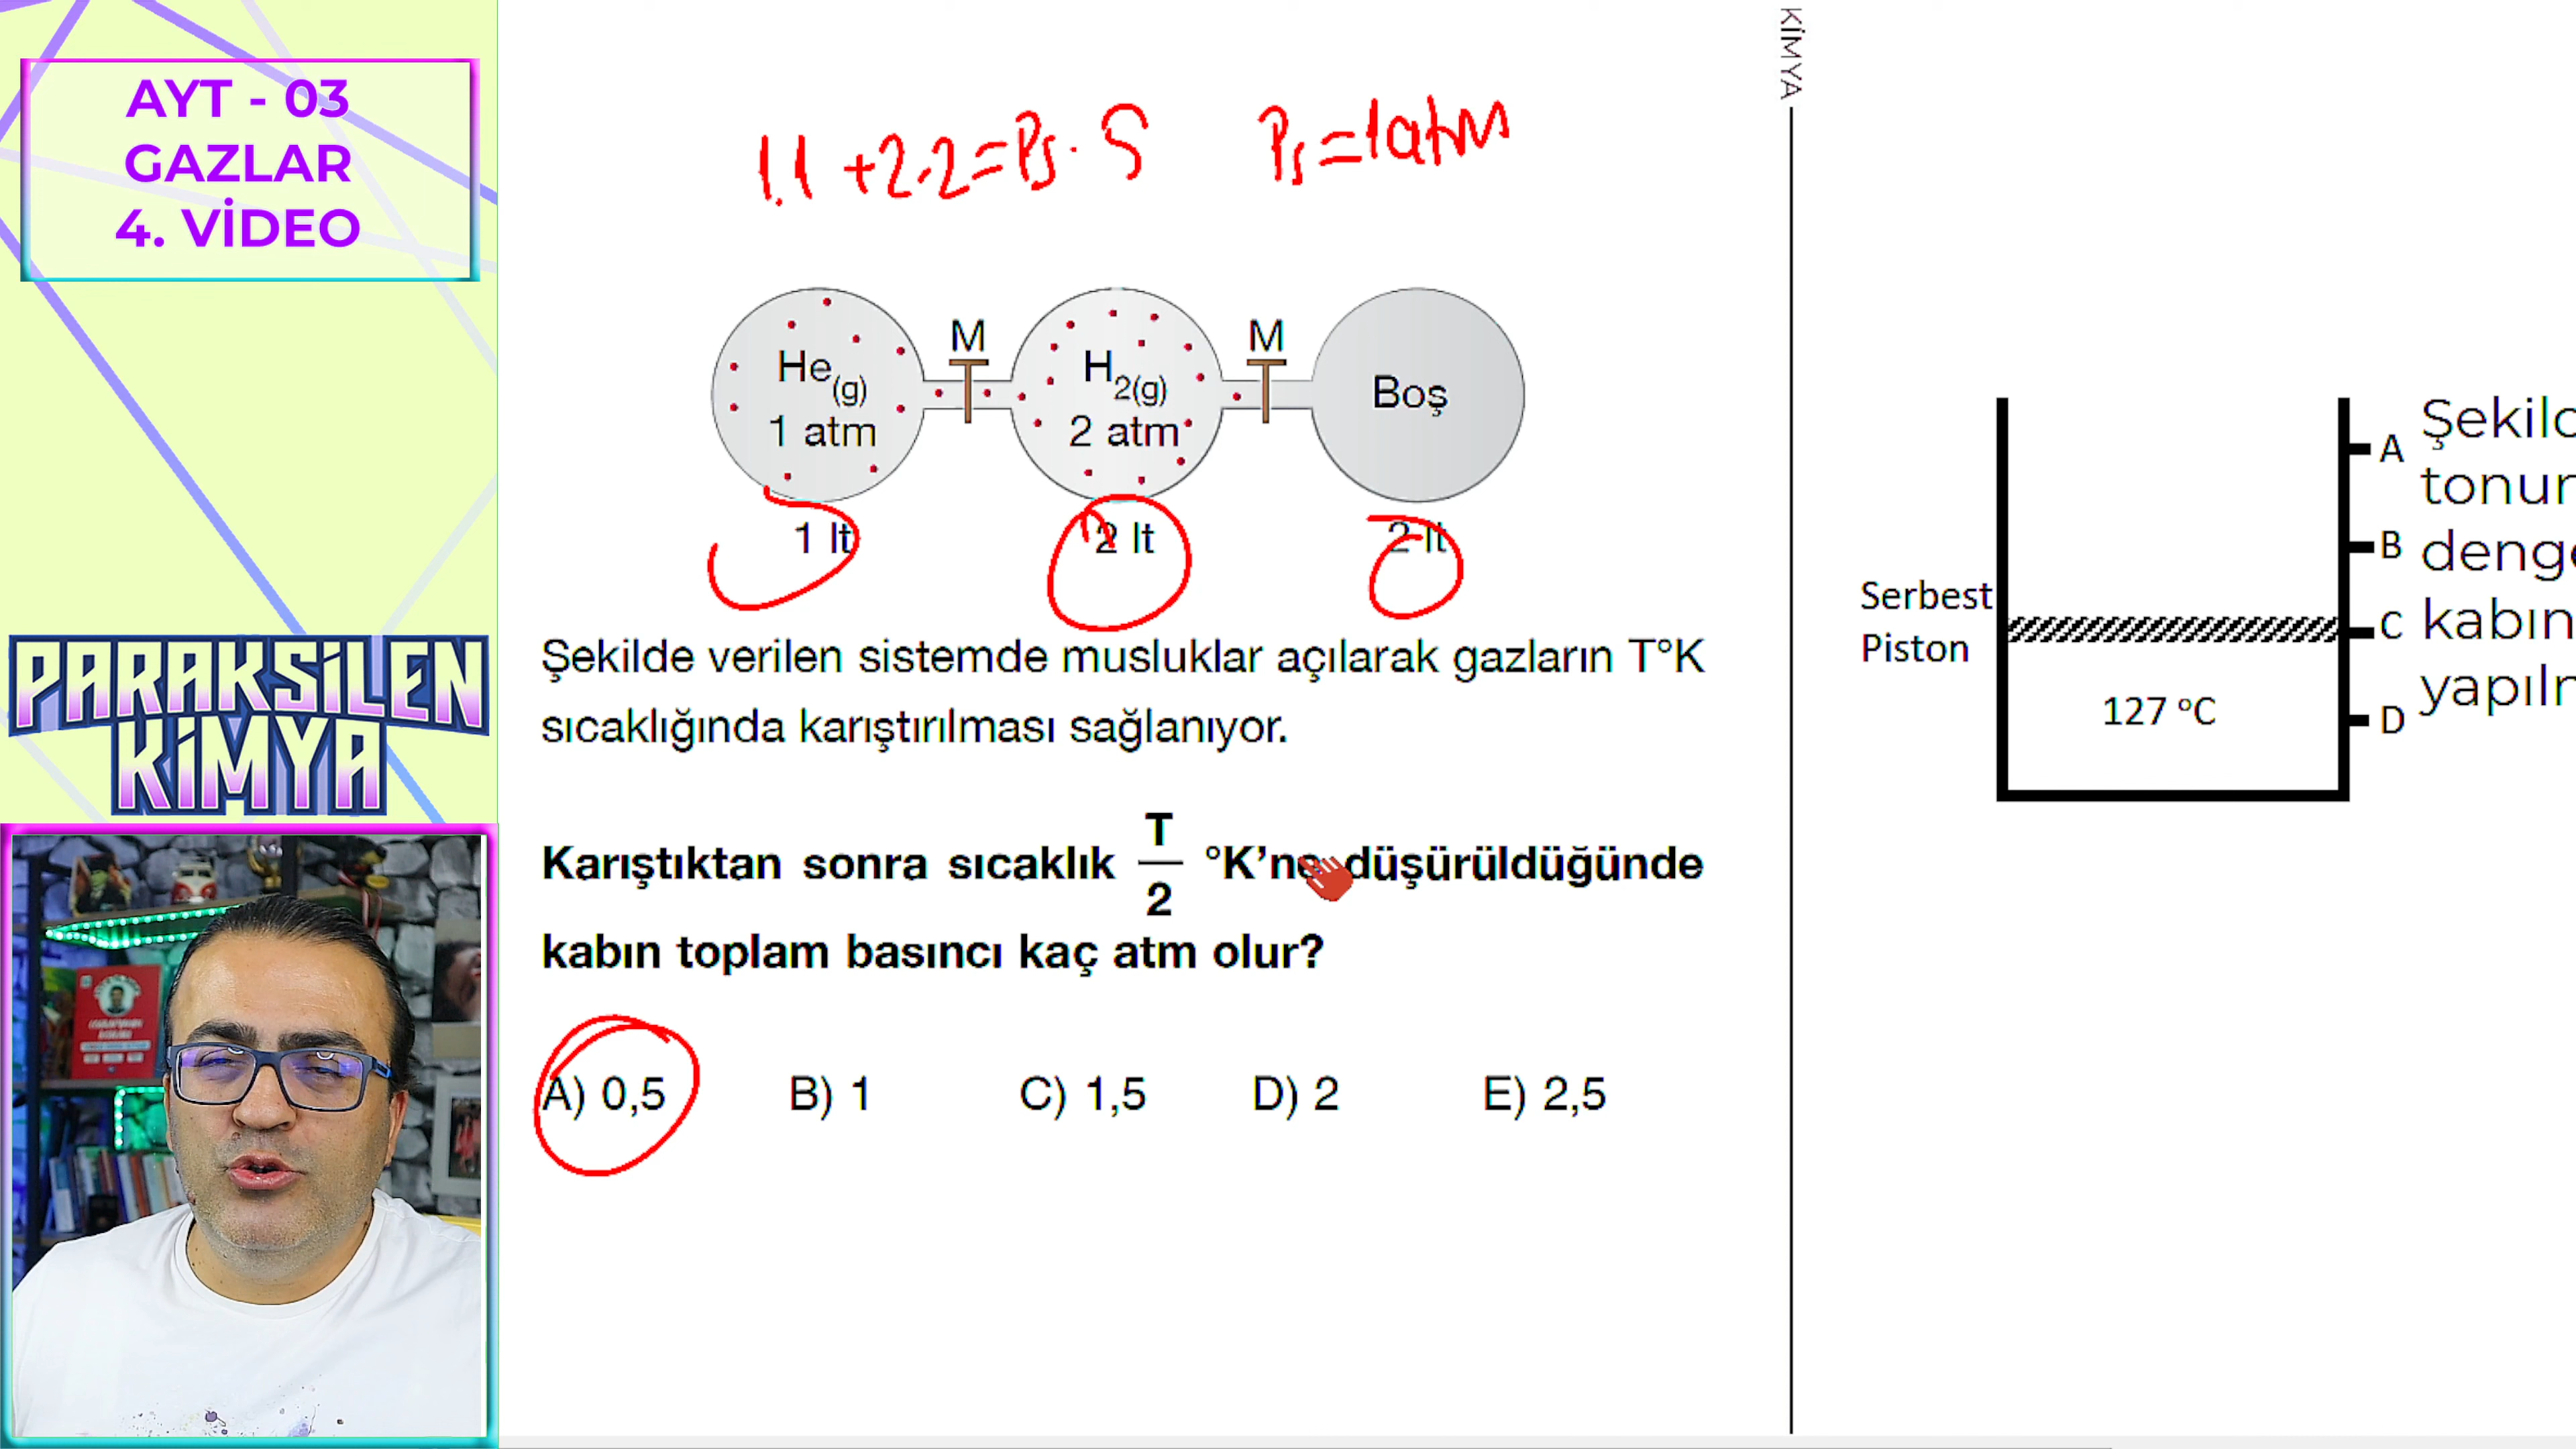 AYT - 03
GAZLAR
4. VİDEO
PARAKSİLEN
KİMYA
KİMYA
1.1 + 2.2 = Ps . 5 Ps = 1 atm
M M
He(g) H2(g) Boş
1 atm 2 atm
1 lt 2 lt 2 lt
Şekilde verilen sistemde musluklar açılarak gazların T°K
sıcaklığında karıştırılması sağlanıyor.
Karıştıktan sonra sıcaklık T/2 °K'ne düşürüldüğünde
kabın toplam basıncı kaç atm olur?
A) 0,5 B) 1 C) 1,5 D) 2 E) 2,5
Serbest
Piston
127 °C
A
B
C
D
Şekild
tonun
deng
kabın
yapıl